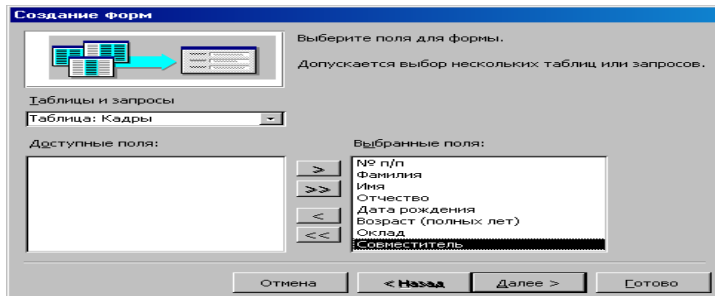 Создание форм
Выберите поля для формы.
Допускается выбор нескольких таблиц или запросов.
Таблицы и запросы
Таблица: Кадры
Доступные поля:
Выбранные поля:
>
>>
<
<<
№ п/п
Фамилия
Имя
Отчество
Дата рождения
Возраст (полных лет)
Оклад
Совместитель
Отмена
< Назад
Далее >
Готово